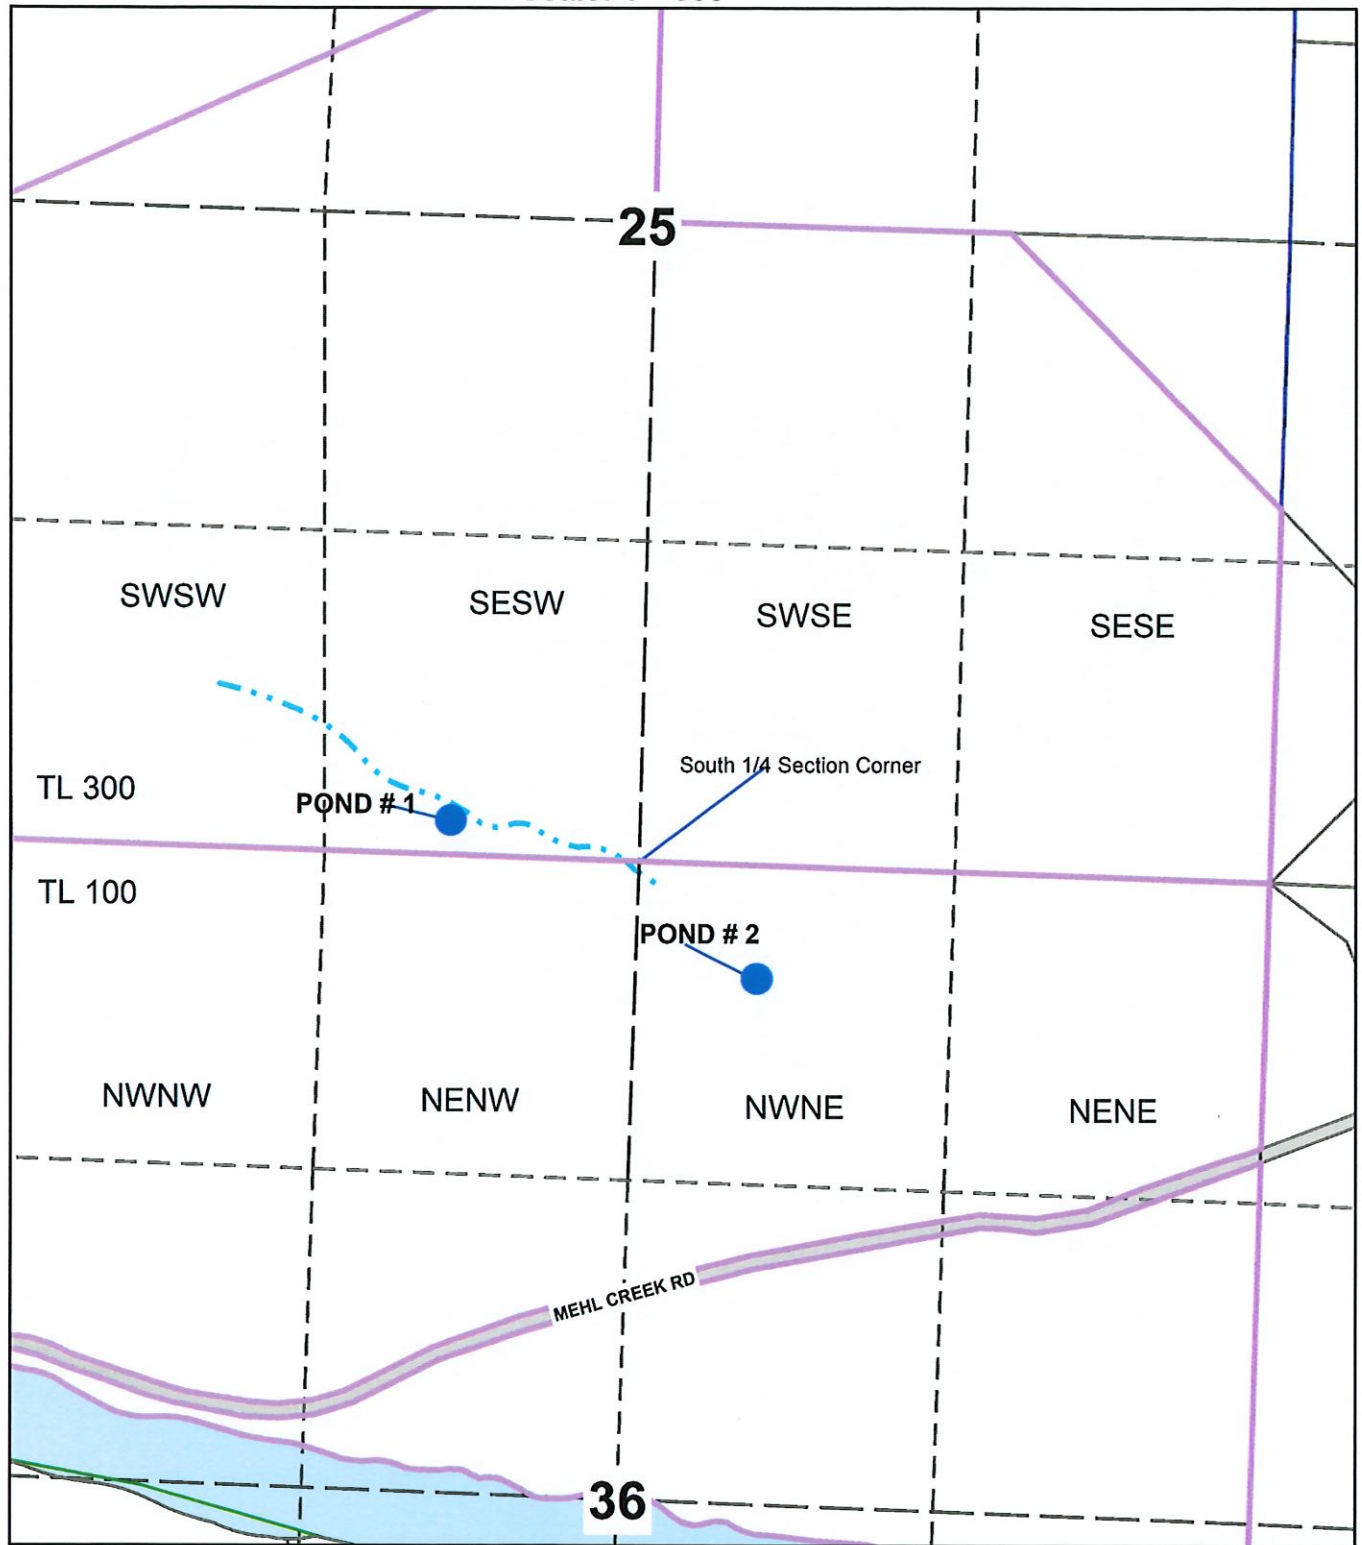 25
SWSW
SESW
SWSE
SESE
South 1/4 Section Corner
TL 300
POND # 1
TL 100
POND # 2
NWNW
NENW
NWNE
NENE
MEHL CREEK RD
36